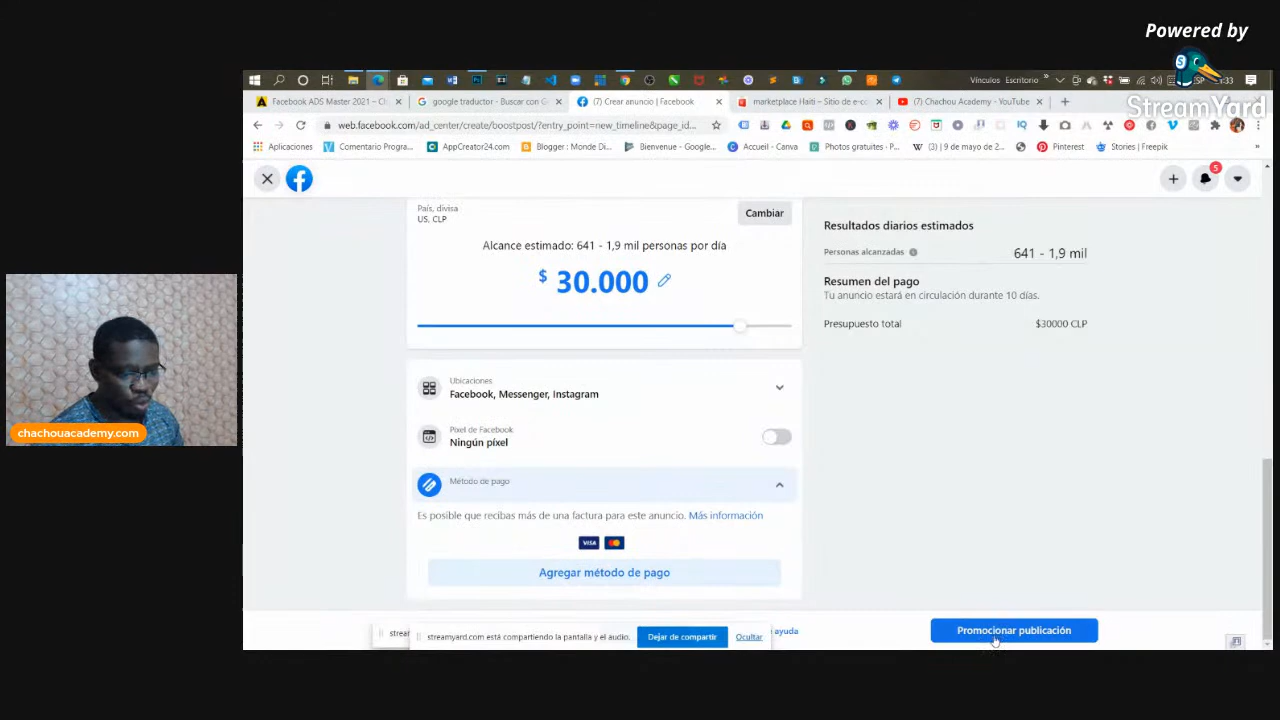 Powered by
StreamYard
Vínculos Escritorio
Facebook ADS Master 2021 – Cl
google traductor - Buscar con G
(7) Crear anuncio | Facebook
marketplace Haiti – Sitio de e-co
(7) Chachou Academy - YouTube
web.facebook.com/ad_center/create/boostpost/?entry_point=new_timeline&page_id...
Aplicaciones
Comentario Progra...
AppCreator24.com
Blogger : Monde Di...
Bienvenue - Google...
Accueil - Canva
Photos gratuites · P...
(3) | 9 de mayo de 2...
Pinterest
Stories | Freepik
5
País, divisa
US, CLP
Cambiar
Alcance estimado: 641 - 1,9 mil personas por día
$ 30.000
Resultados diarios estimados
Personas alcanzadas
641 - 1,9 mil
Resumen del pago
Tu anuncio estará en circulación durante 10 días.
Presupuesto total
$30000 CLP
Ubicaciones
Facebook, Messenger, Instagram
Píxel de Facebook
Ningún píxel
Método de pago
Es posible que recibas más de una factura para este anuncio. Más información
VISA
Agregar método de pago
chachouacademy.com
streamyard.com está compartiendo la pantalla y el audio.
Dejar de compartir
Ocultar
ayuda
Promocionar publicación